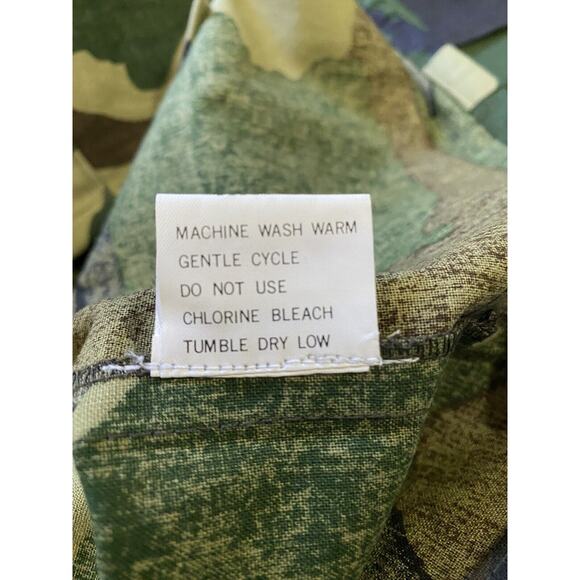 MACHINE WASH WARM
GENTLE CYCLE
DO NOT USE
CHLORINE BLEACH
TUMBLE DRY LOW